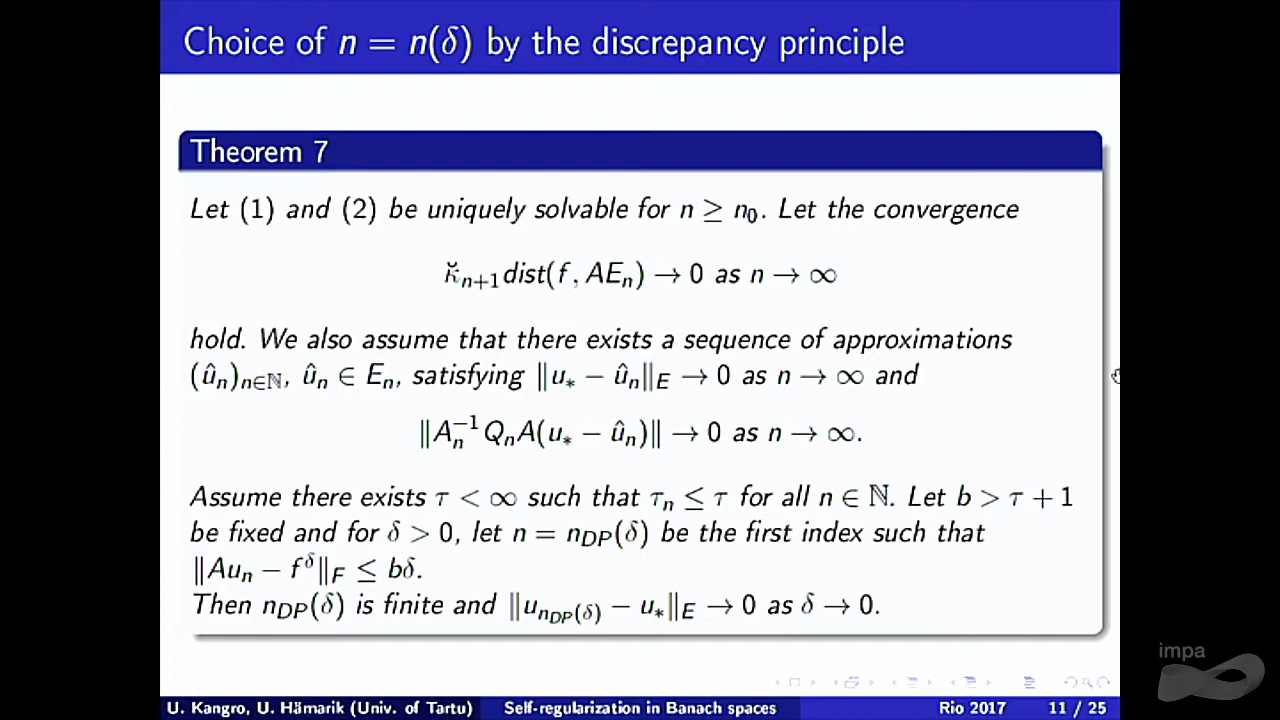 Choice of n = n(δ) by the discrepancy principle
Theorem 7
Let (1) and (2) be uniquely solvable for n ≥ n₀. Let the convergence
κ̆ₙ₊₁dist(f, AEₙ) → 0 as n → ∞
hold. We also assume that there exists a sequence of approximations
(ûₙ)ₙ∈ℕ, ûₙ ∈ Eₙ, satisfying ‖u∗ − ûₙ‖_E → 0 as n → ∞ and
‖Aₙ⁻¹QₙA(u∗ − ûₙ)‖ → 0 as n → ∞.
Assume there exists τ < ∞ such that τₙ ≤ τ for all n ∈ ℕ. Let b > τ + 1
be fixed and for δ > 0, let n = n_DP(δ) be the first index such that
‖Auₙ − f^δ‖_F ≤ bδ.
Then n_DP(δ) is finite and ‖u_{n_DP(δ)} − u∗‖_E → 0 as δ → 0.
impa
U. Kangro, U. Hämarik (Univ. of Tartu) Self-regularization in Banach spaces Rio 2017 11 / 25